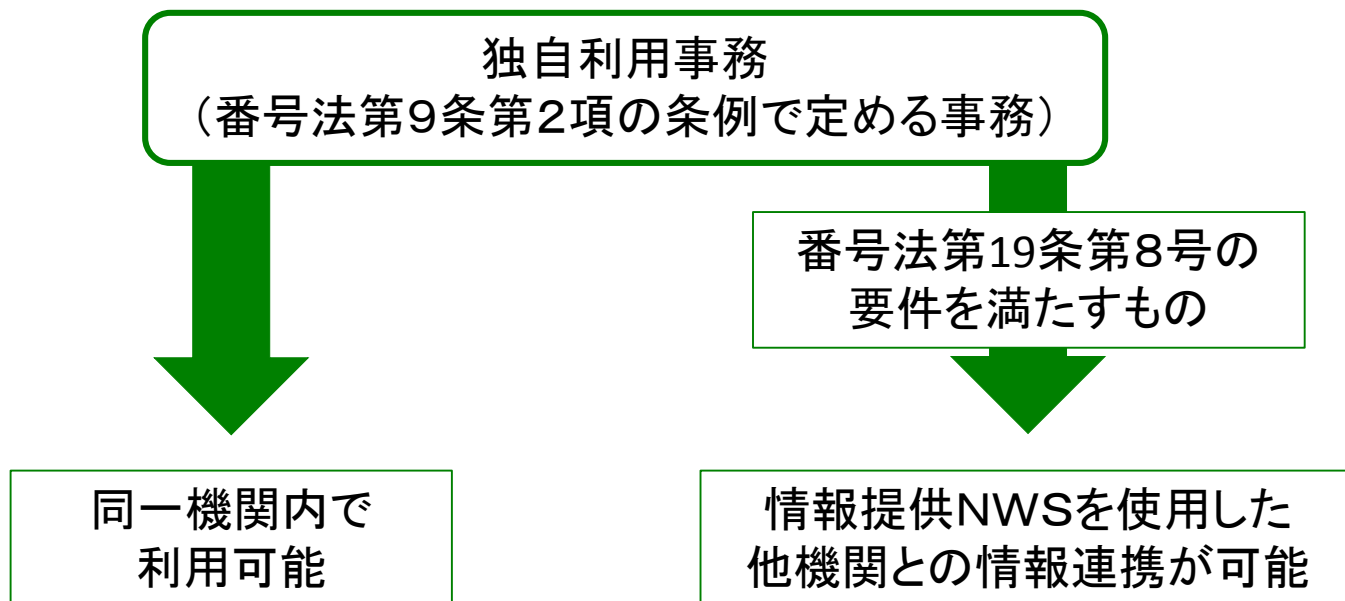 独自利用事務
（番号法第９条第２項の条例で定める事務）
番号法第19条第８号の
要件を満たすもの
同一機関内で
利用可能
情報提供ＮＷＳを使用した
他機関との情報連携が可能